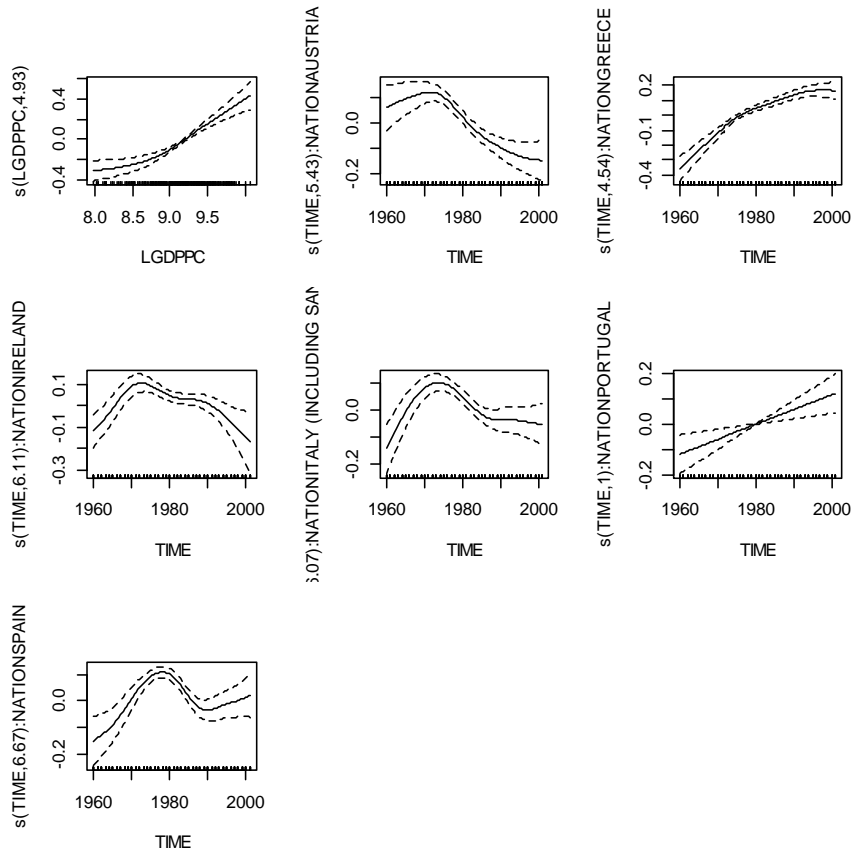 s(LGDPPC,4.93)
0.4
0.0
-0.4
8.0 8.5 9.0 9.5
LGDPPC
s(TIME,5.43):NATIONAUSTRIA
0.0
-0.2
1960 1980 2000
TIME
s(TIME,4.54):NATIONGREECE
0.2
-0.1
-0.4
1960 1980 2000
TIME
s(TIME,6.11):NATIONIRELAND
0.1
-0.1
-0.3
1960 1980 2000
TIME
6.07):NATIONITALY (INCLUDING SAN
0.0
-0.2
1960 1980 2000
TIME
s(TIME,1):NATIONPORTUGAL
0.2
0.0
-0.2
1960 1980 2000
TIME
s(TIME,6.67):NATIONSPAIN
0.0
-0.2
1960 1980 2000
TIME